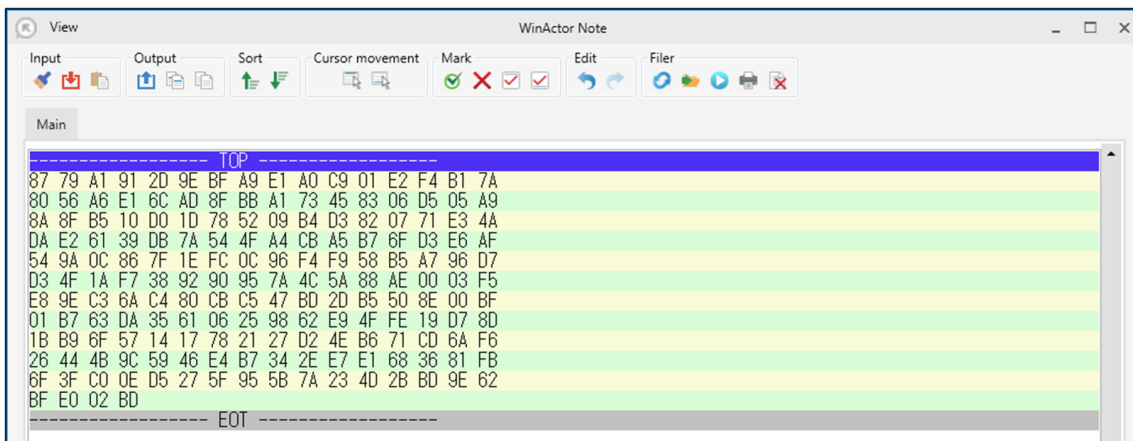 View
WinActor Note
Input Output Sort Cursor movement Mark Edit Filer
Main
------------------ TOP ------------------
87 79 A1 91 2D 9E BF A9 E1 A0 C9 01 E2 F4 B1 7A
80 56 A6 E1 6C AD 8F BB A1 73 45 83 06 D5 05 A9
8A 8F B5 10 D0 1D 78 52 09 B4 D3 82 07 71 E3 4A
DA E2 61 39 DB 7A 54 4F A4 CB A5 B7 6F D3 E6 AF
54 9A 0C 86 7F 1E FC 0C 96 F4 F9 58 B5 A7 96 D7
D3 4F 1A F7 38 92 90 95 7A 4C 5A 88 AE 00 03 F5
E8 9E C3 6A C4 80 CB C5 47 BD 2D B5 50 8E 00 BF
01 B7 63 DA 35 61 06 25 98 62 E9 4F FE 19 D7 8D
1B B9 6F 57 14 17 78 21 27 D2 4E B6 71 CD 6A F6
26 44 4B 9C 59 46 E4 B7 34 2E E7 E1 68 36 81 FB
6F 3F C0 0E D5 27 5F 95 5B 7A 23 4D 2B BD 9E 62
BF E0 02 BD
------------------ EOT ------------------